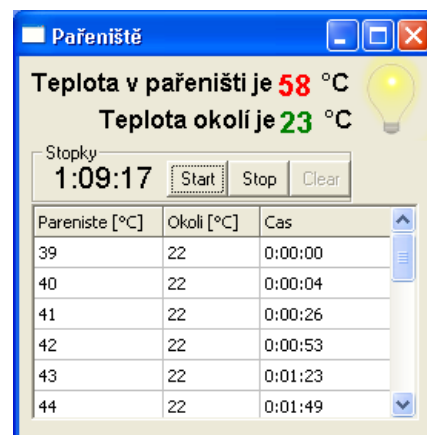 Pařeniště
Teplota v pařeništi je 58 °C
Teplota okolí je 23 °C
Stopky
1:09:17 Start Stop Clear
Pareniste [°C] Okoli [°C] Cas
39 22 0:00:00
40 22 0:00:04
41 22 0:00:26
42 22 0:00:53
43 22 0:01:23
44 22 0:01:49